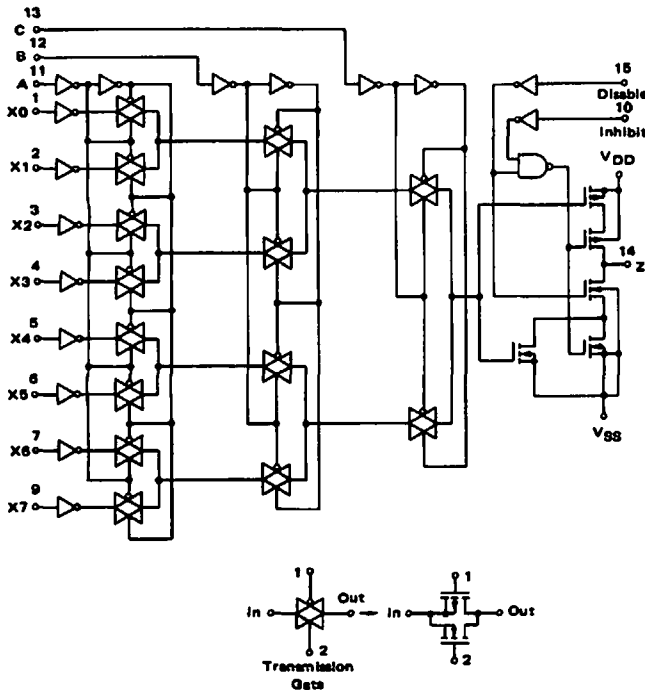 13
C
12
B
11
A
1
X0
2
X1
3
X2
4
X3
5
X4
6
X5
7
X6
9
X7
15
Disable
10
Inhibit
VDD
14
Z
VSS
1
In
Out
2
Transmission
Gate
1
In
Out
2